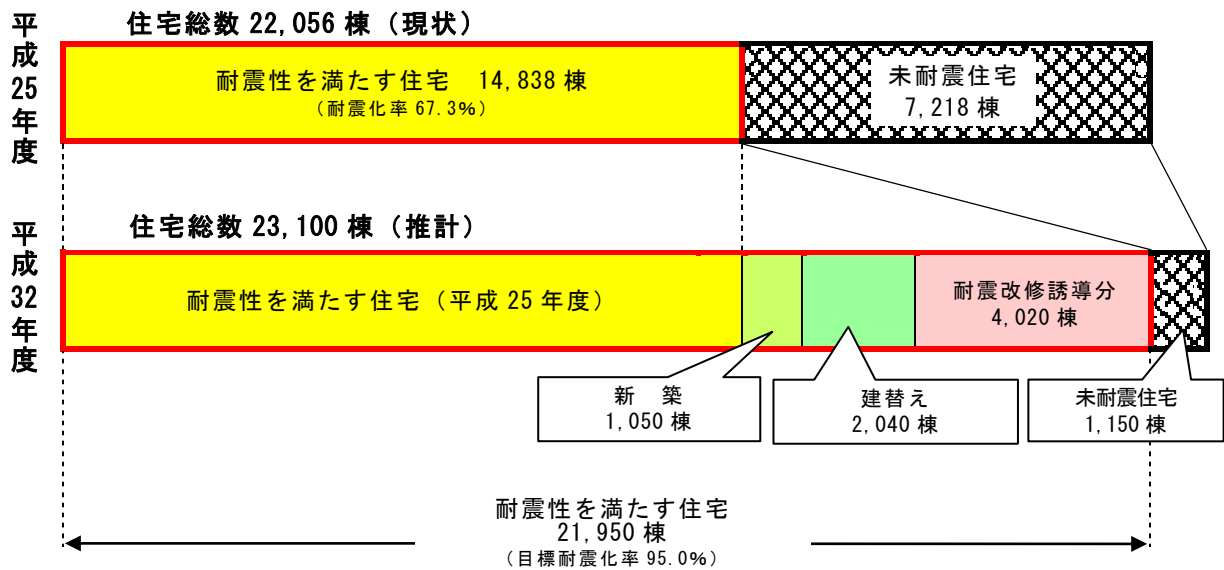 平成25年度
住宅総数 22,056 棟（現状）
耐震性を満たす住宅　14,838 棟
（耐震化率 67.3%）
未耐震住宅
7,218 棟
平成32年度
住宅総数 23,100 棟（推計）
耐震性を満たす住宅（平成 25 年度）
耐震改修誘導分
4,020 棟
新　築
1,050 棟
建替え
2,040 棟
未耐震住宅
1,150 棟
耐震性を満たす住宅
21,950 棟
（目標耐震化率 95.0%）